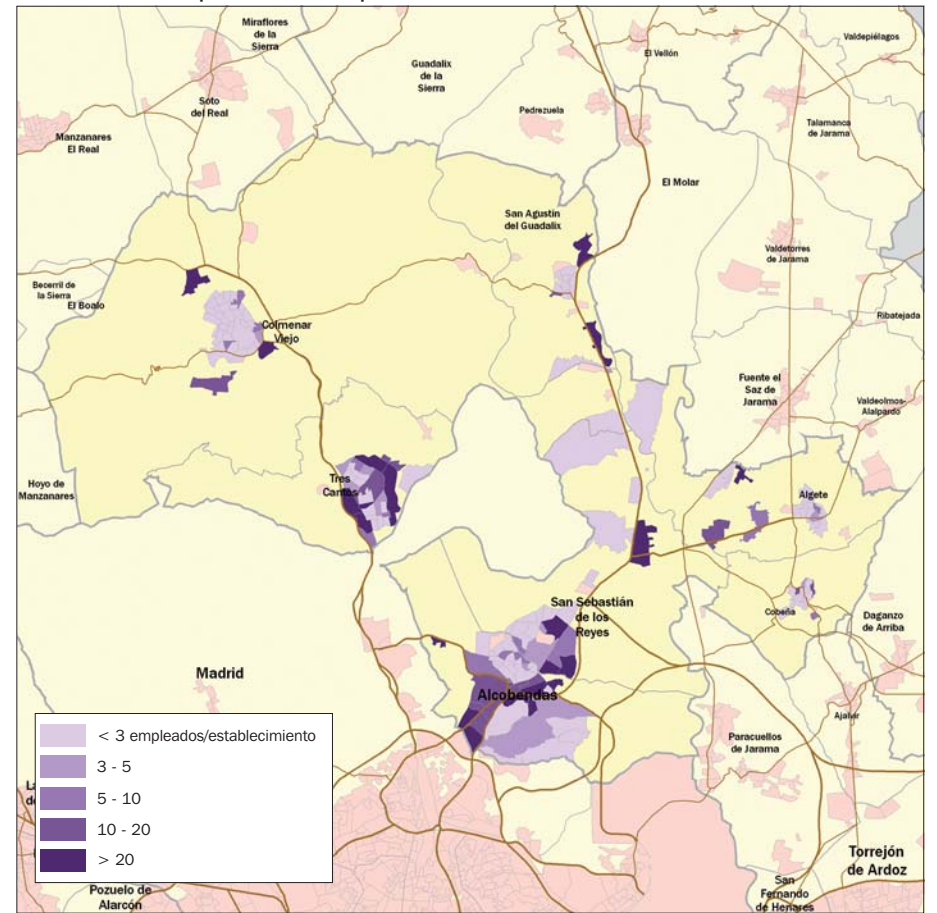 Miraflores
de la
Sierra
Valdepiélagos
El Vellón
Guadalix
de la
Sierra
Soto
del Real
Pedrezuela
Talamanca
de Jarama
Manzanares
El Real
El Molar
San Agustín
del Guadalix
Valdetorres
de Jarama
Becerril de
la Sierra
El Boalo
Ribatejada
Colmenar
Viejo
Fuente el
Saz de
Jarama
Valdeolmos-
Alalpardo
Hoyo de
Manzanares
Tres
Cantos
Algete
San Sebastián
de los
Reyes
Cobeña
Daganzo
de Arriba
Madrid
Alcobendas
Ajalvir
Paracuellos
de Jarama
< 3 empleados/establecimiento
3 - 5
5 - 10
10 - 20
> 20
Torrejón
de Ardoz
Pozuelo de
Alarcón
San
Fernando
de Henares